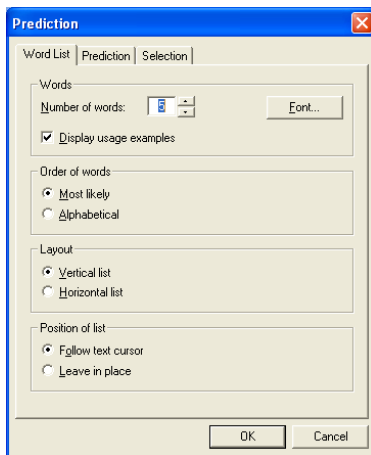 Prediction
Word List Prediction Selection
Words
Number of words: 5 Font...
Display usage examples
Order of words
Most likely
Alphabetical
Layout
Vertical list
Horizontal list
Position of list
Follow text cursor
Leave in place
OK Cancel